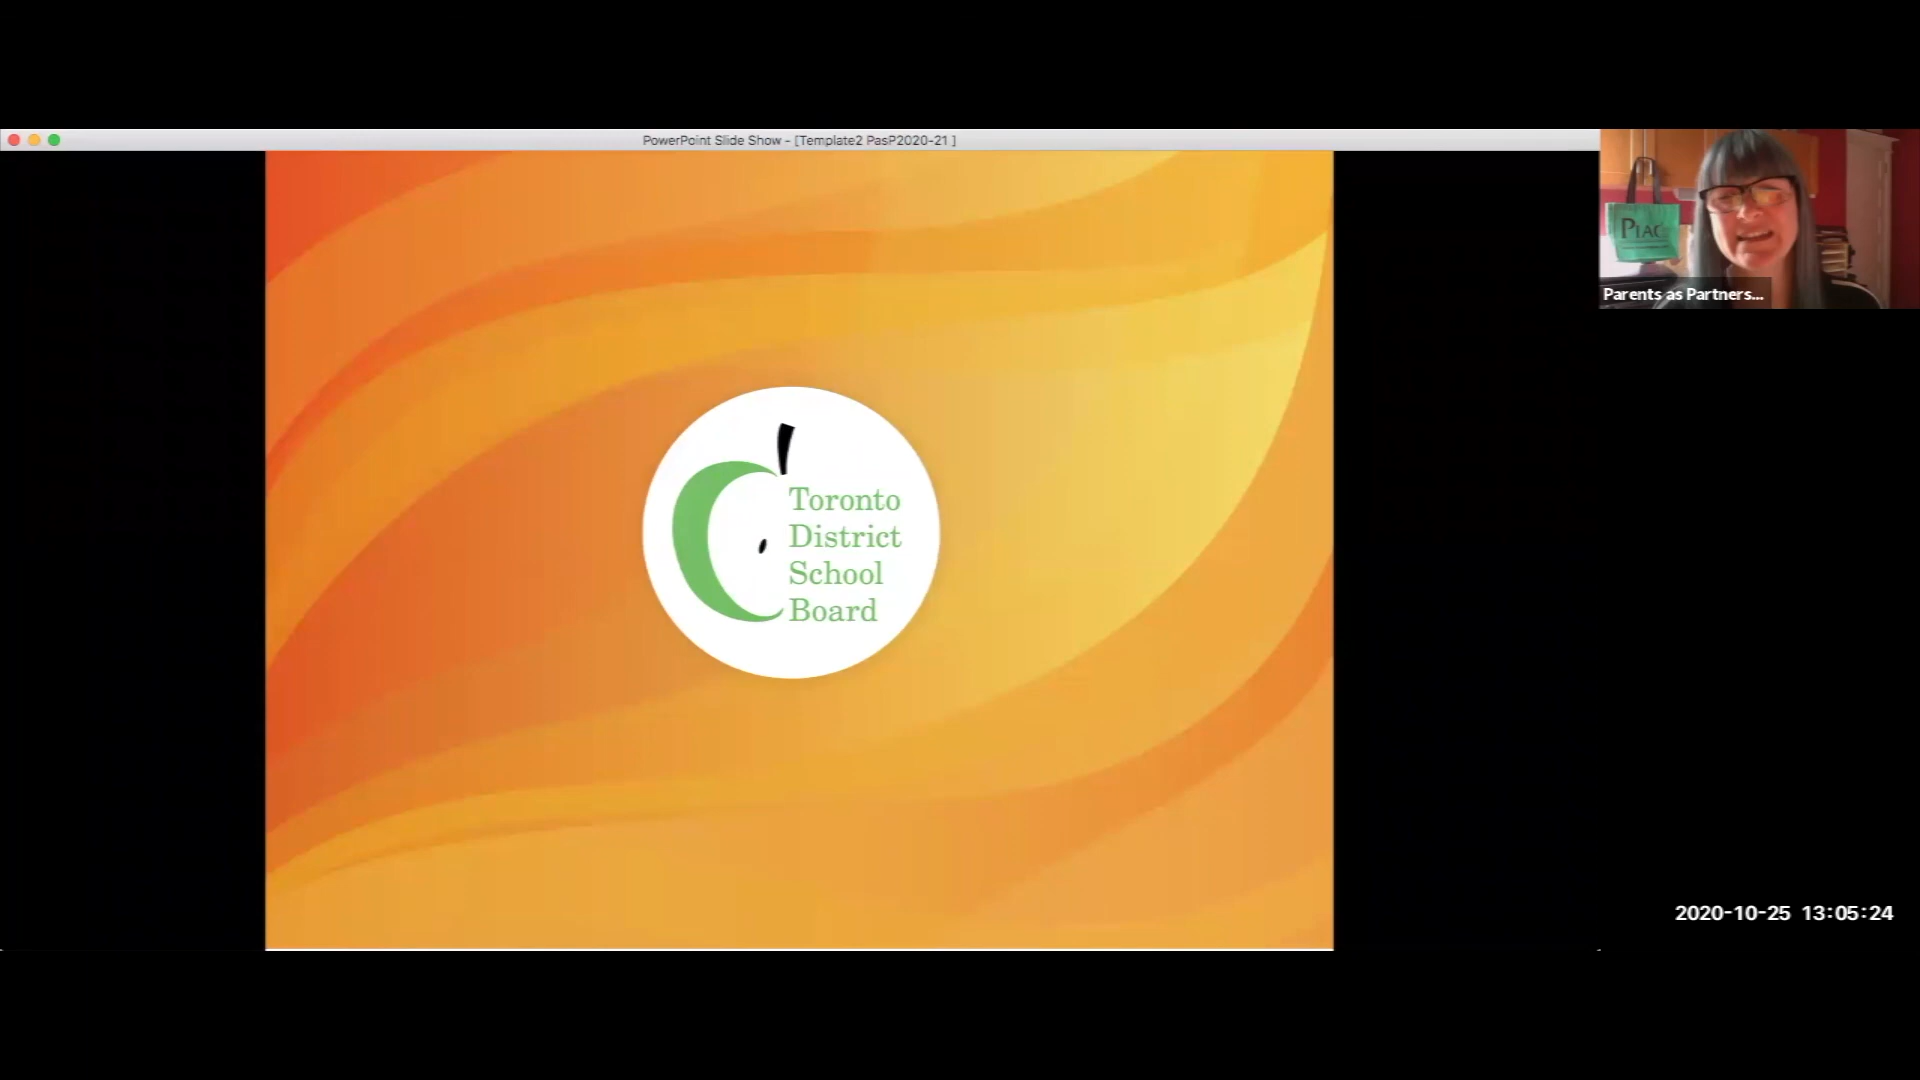 PowerPoint Slide Show - [Template2 PasP2020-21 ]
PIAC
Parents as Partners...
Toronto
District
School
Board
2020-10-25 13:05:24